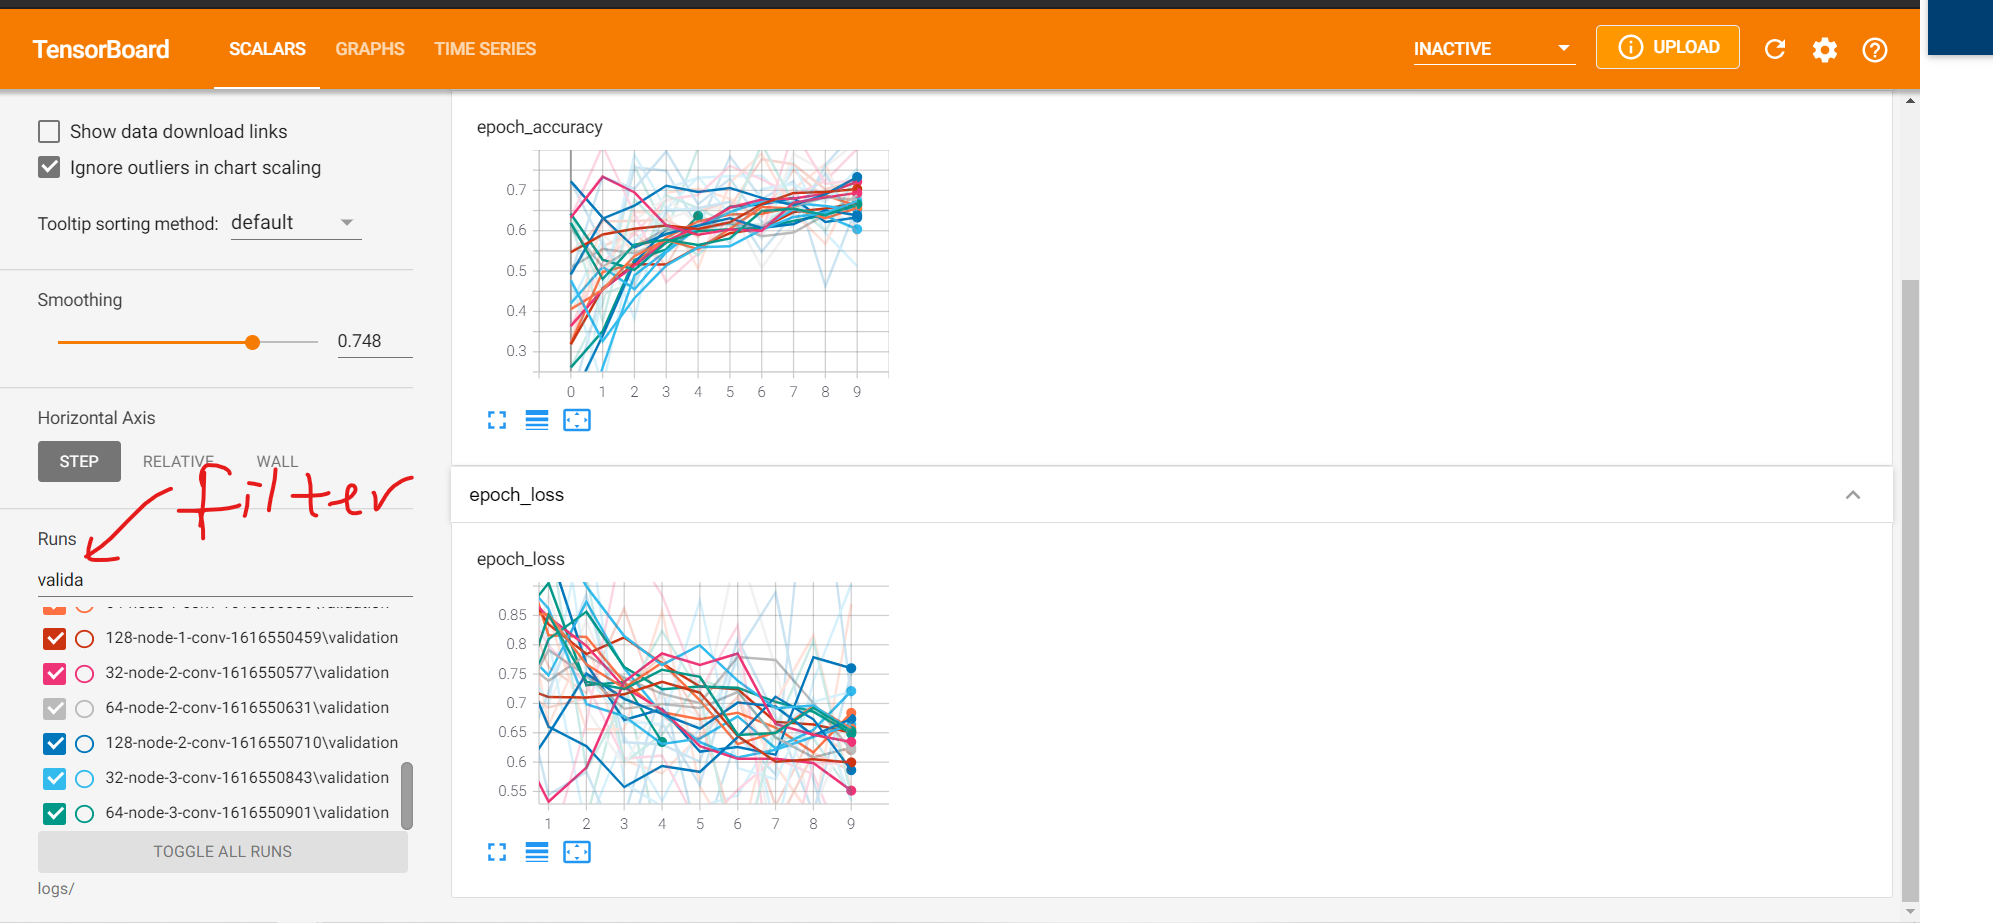 TensorBoard
SCALARS
GRAPHS
TIME SERIES
INACTIVE
UPLOAD
Show data download links
Ignore outliers in chart scaling
Tooltip sorting method: default
Smoothing
0.748
Horizontal Axis
STEP
RELATIVE
WALL
filter
Runs
valida
128-node-1-conv-1616550459\validation
32-node-2-conv-1616550577\validation
64-node-2-conv-1616550631\validation
128-node-2-conv-1616550710\validation
32-node-3-conv-1616550843\validation
64-node-3-conv-1616550901\validation
TOGGLE ALL RUNS
logs/
epoch_accuracy
0.7
0.6
0.5
0.4
0.3
0 1 2 3 4 5 6 7 8 9
epoch_loss
epoch_loss
0.85
0.8
0.75
0.7
0.65
0.6
0.55
1 2 3 4 5 6 7 8 9